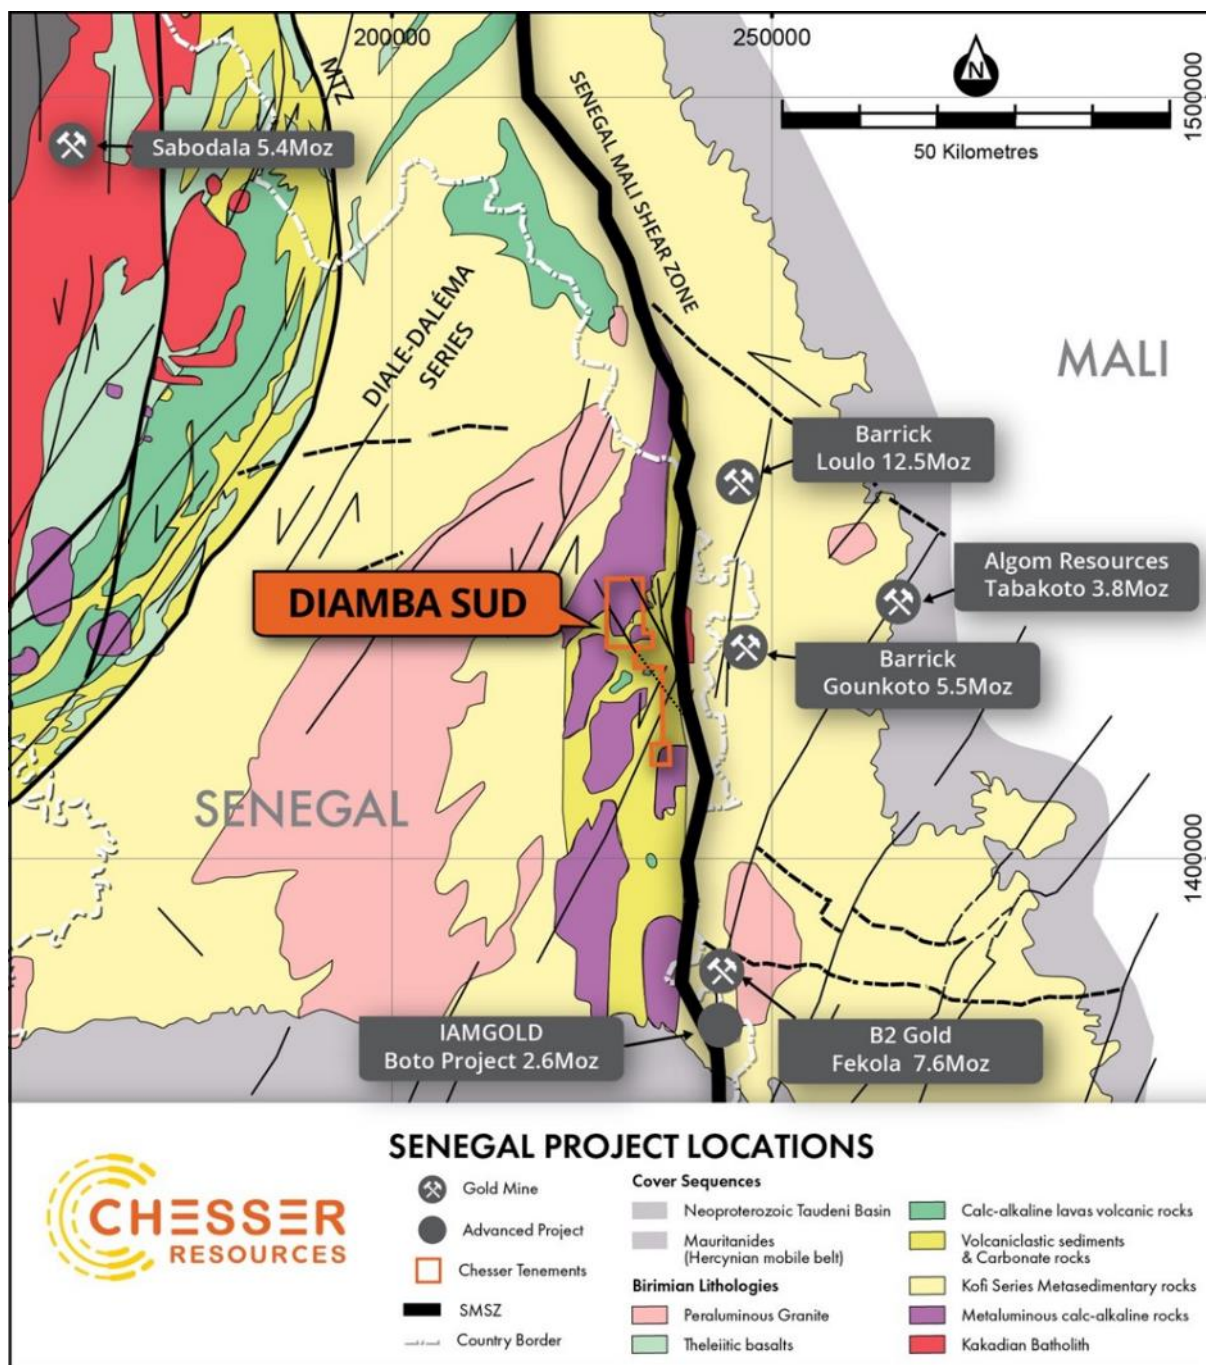 200000
250000
1500000
1400000
N
50 Kilometres
MTZ
SENEGAL MALI SHEAR ZONE
Sabodala 5.4Moz
DIALE-DALÉMA
SERIES
MALI
Barrick
Loulo 12.5Moz
Algom Resources
Tabakoto 3.8Moz
DIAMBA SUD
Barrick
Gounkoto 5.5Moz
SENEGAL
IAMGOLD
Boto Project 2.6Moz
B2 Gold
Fekola 7.6Moz
CHESSER
RESOURCES
SENEGAL PROJECT LOCATIONS
Gold Mine
Advanced Project
Chesser Tenements
SMSZ
Country Border
Cover Sequences
Neoproterozoic Taudeni Basin
Mauritanides
(Hercynian mobile belt)
Birimian Lithologies
Peraluminous Granite
Theleiitic basalts
Calc-alkaline lavas volcanic rocks
Volcaniclastic sediments
& Carbonate rocks
Kofi Series Metasedimentary rocks
Metaluminous calc-alkaline rocks
Kakadian Batholith